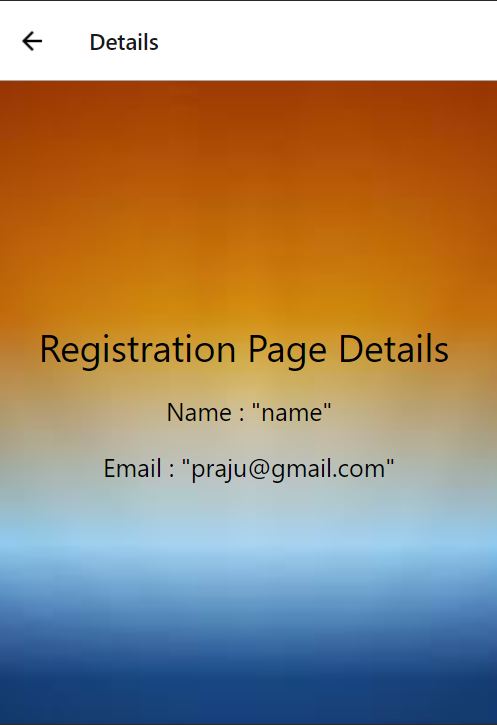 Details
Registration Page Details
Name : "name"
Email : "praju@gmail.com"